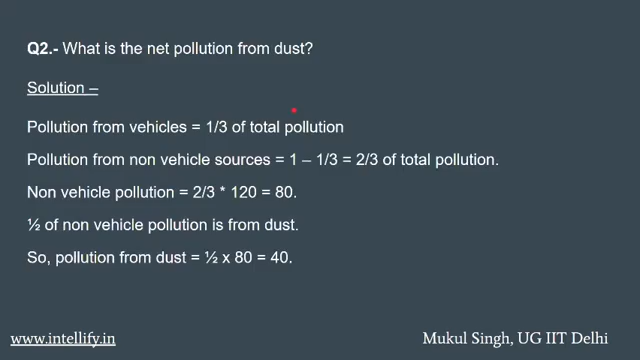 Q2.- What is the net pollution from dust?
Solution –
Pollution from vehicles = 1/3 of total pollution
Pollution from non vehicle sources = 1 – 1/3 = 2/3 of total pollution.
Non vehicle pollution = 2/3 * 120 = 80.
½ of non vehicle pollution is from dust.
So, pollution from dust = ½ x 80 = 40.
www.intellify.in
Mukul Singh, UG IIT Delhi